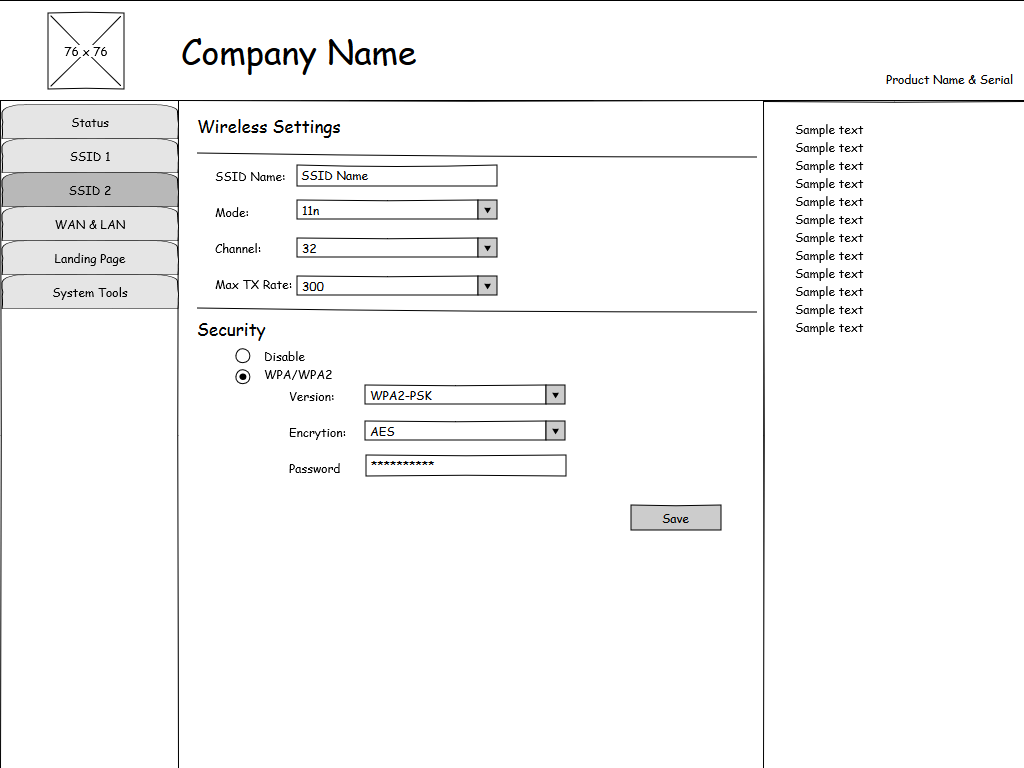 76 x 76
Company Name
Product Name & Serial
Status
SSID 1
SSID 2
WAN & LAN
Landing Page
System Tools
Wireless Settings
SSID Name: SSID Name
Mode: 11n
Channel: 32
Max TX Rate: 300
Security
Disable
WPA/WPA2
Version: WPA2-PSK
Encrytion: AES
Password **********
Save
Sample text
Sample text
Sample text
Sample text
Sample text
Sample text
Sample text
Sample text
Sample text
Sample text
Sample text
Sample text